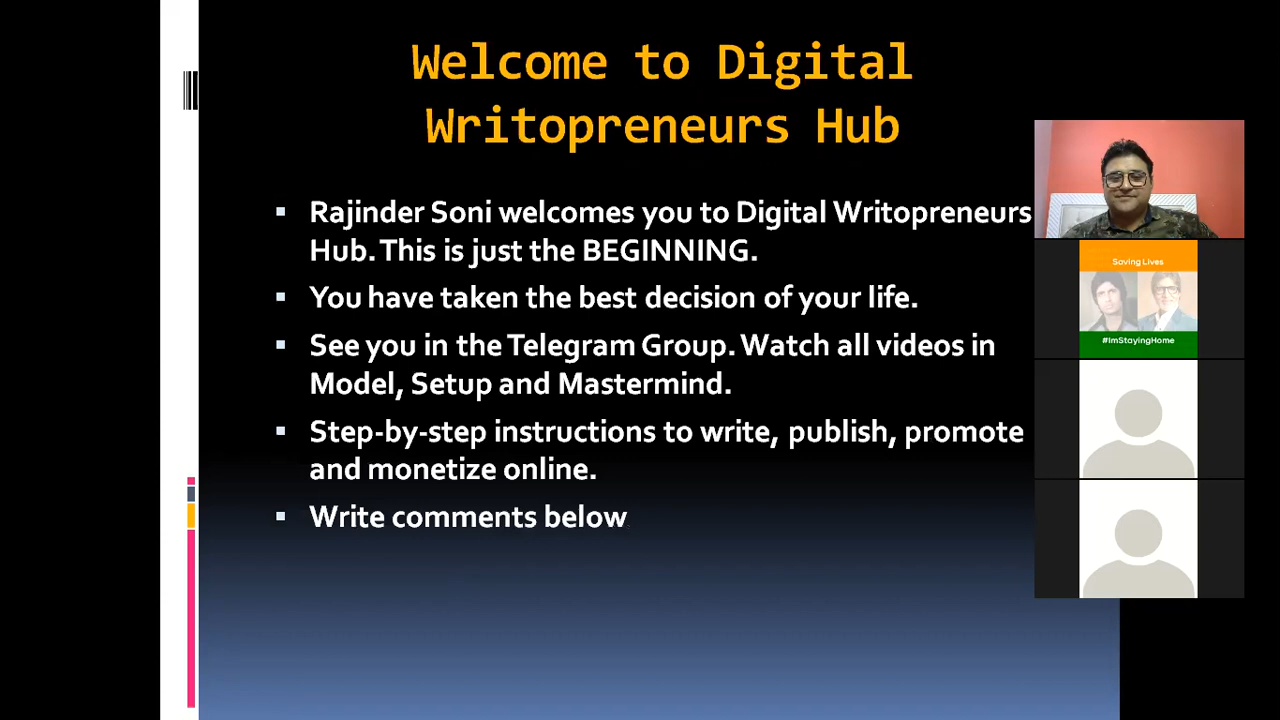 Welcome to Digital
Writopreneurs Hub
Rajinder Soni welcomes you to Digital Writopreneurs
Hub. This is just the BEGINNING.
You have taken the best decision of your life.
See you in the Telegram Group. Watch all videos in
Model, Setup and Mastermind.
Step-by-step instructions to write, publish, promote
and monetize online.
Write comments below
Saving Lives
#ImStayingHome